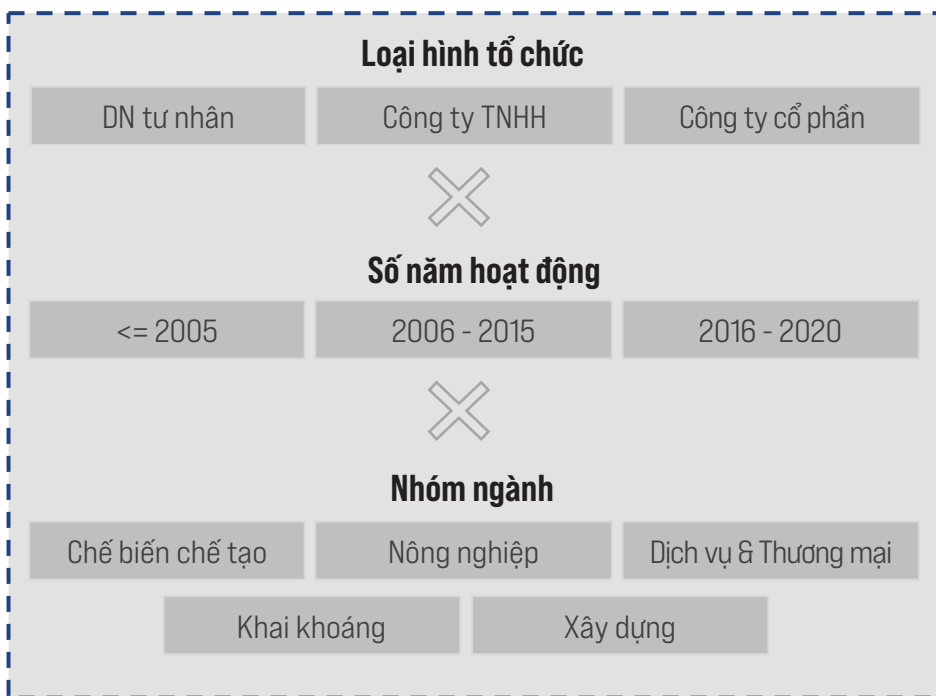 Loại hình tổ chức
DN tư nhân Công ty TNHH Công ty cổ phần
Số năm hoạt động
<= 2005 2006 - 2015 2016 - 2020
Nhóm ngành
Chế biến chế tạo Nông nghiệp Dịch vụ & Thương mại
Khai khoáng Xây dựng